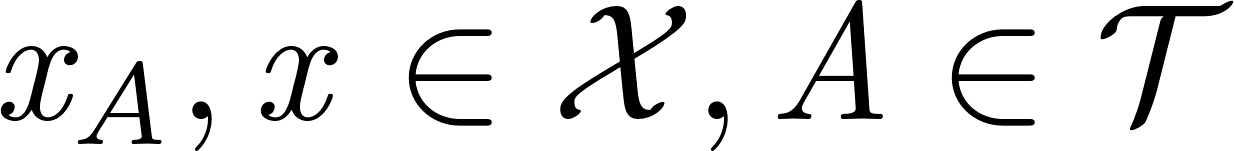 x_A, x ∈ 𝒳, A ∈ 𝒯